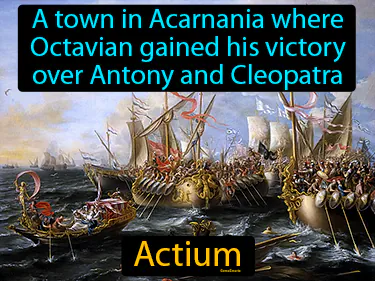 A town in Acarnania where
Octavian gained his victory
over Antony and Cleopatra
Actium